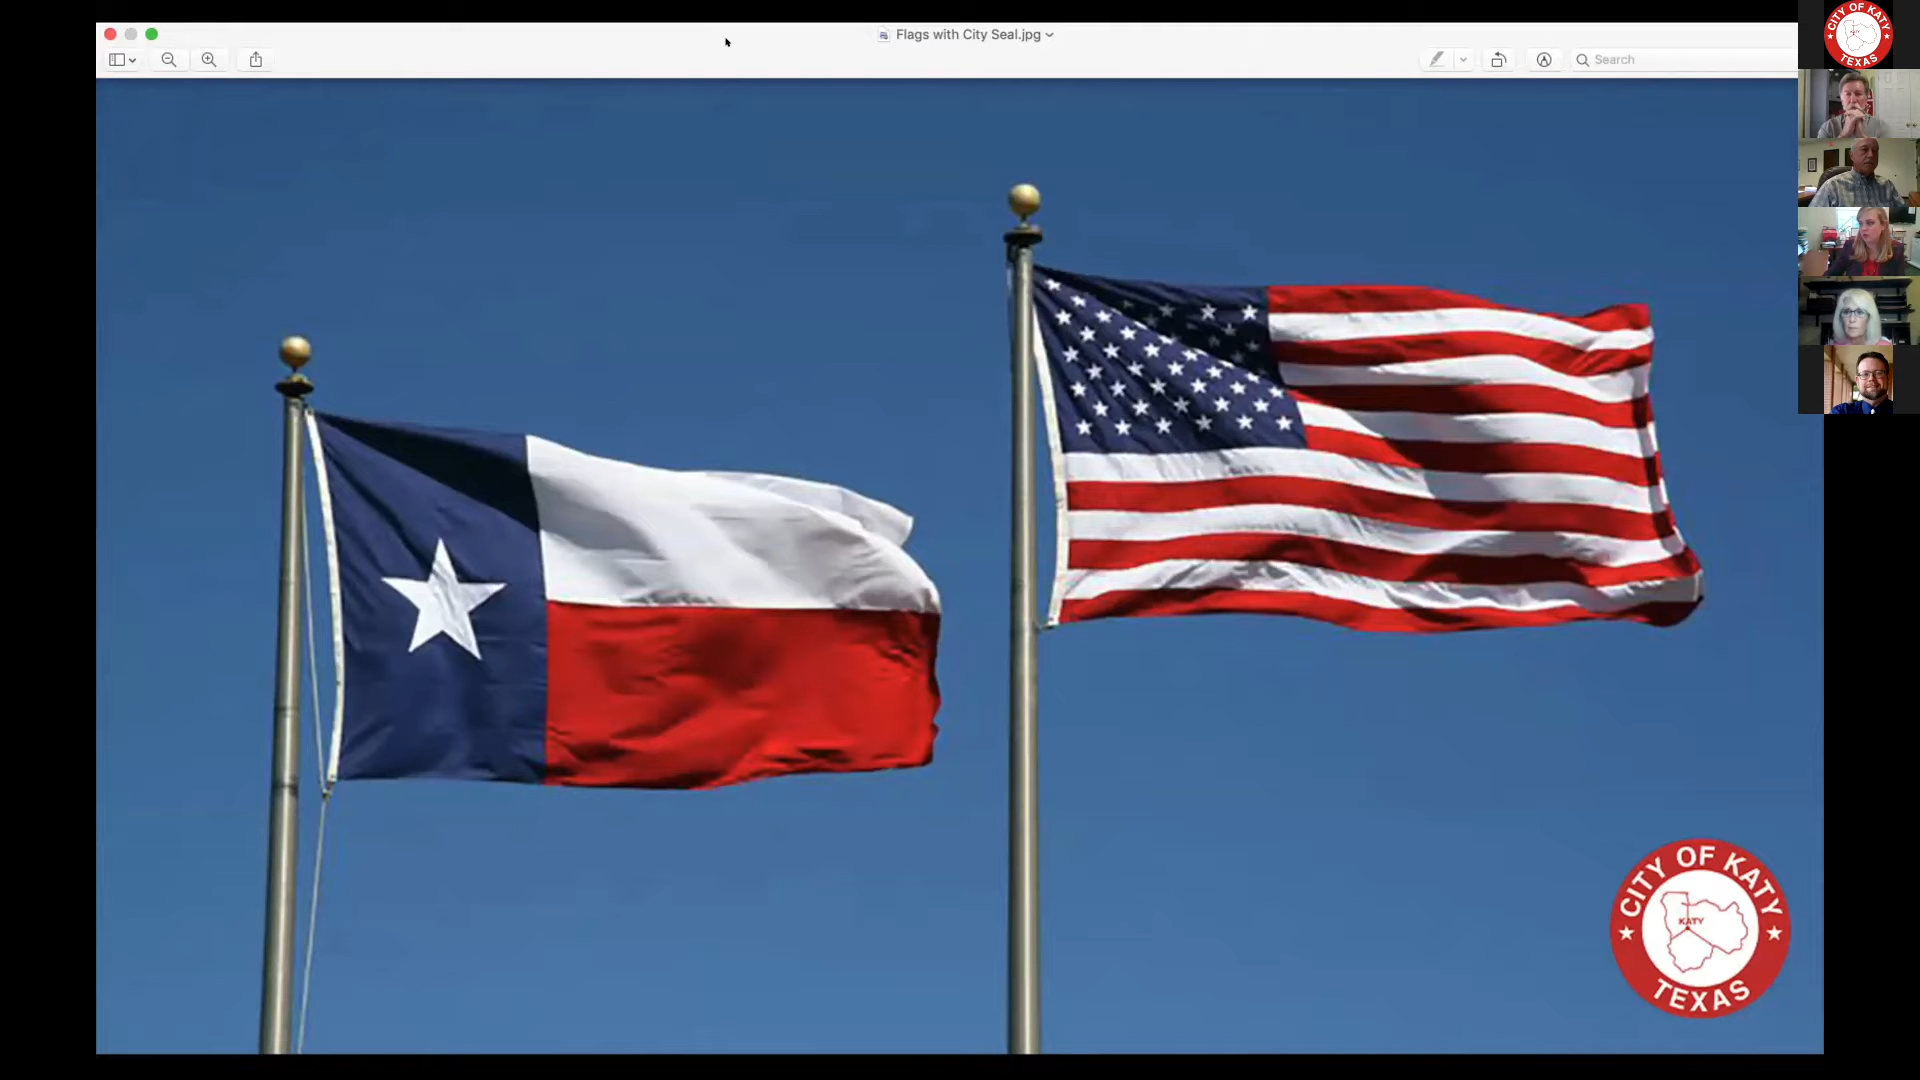 Flags with City Seal.jpg
Search
CITY OF KATY
TEXAS
CITY OF KATY
KATY
TEXAS